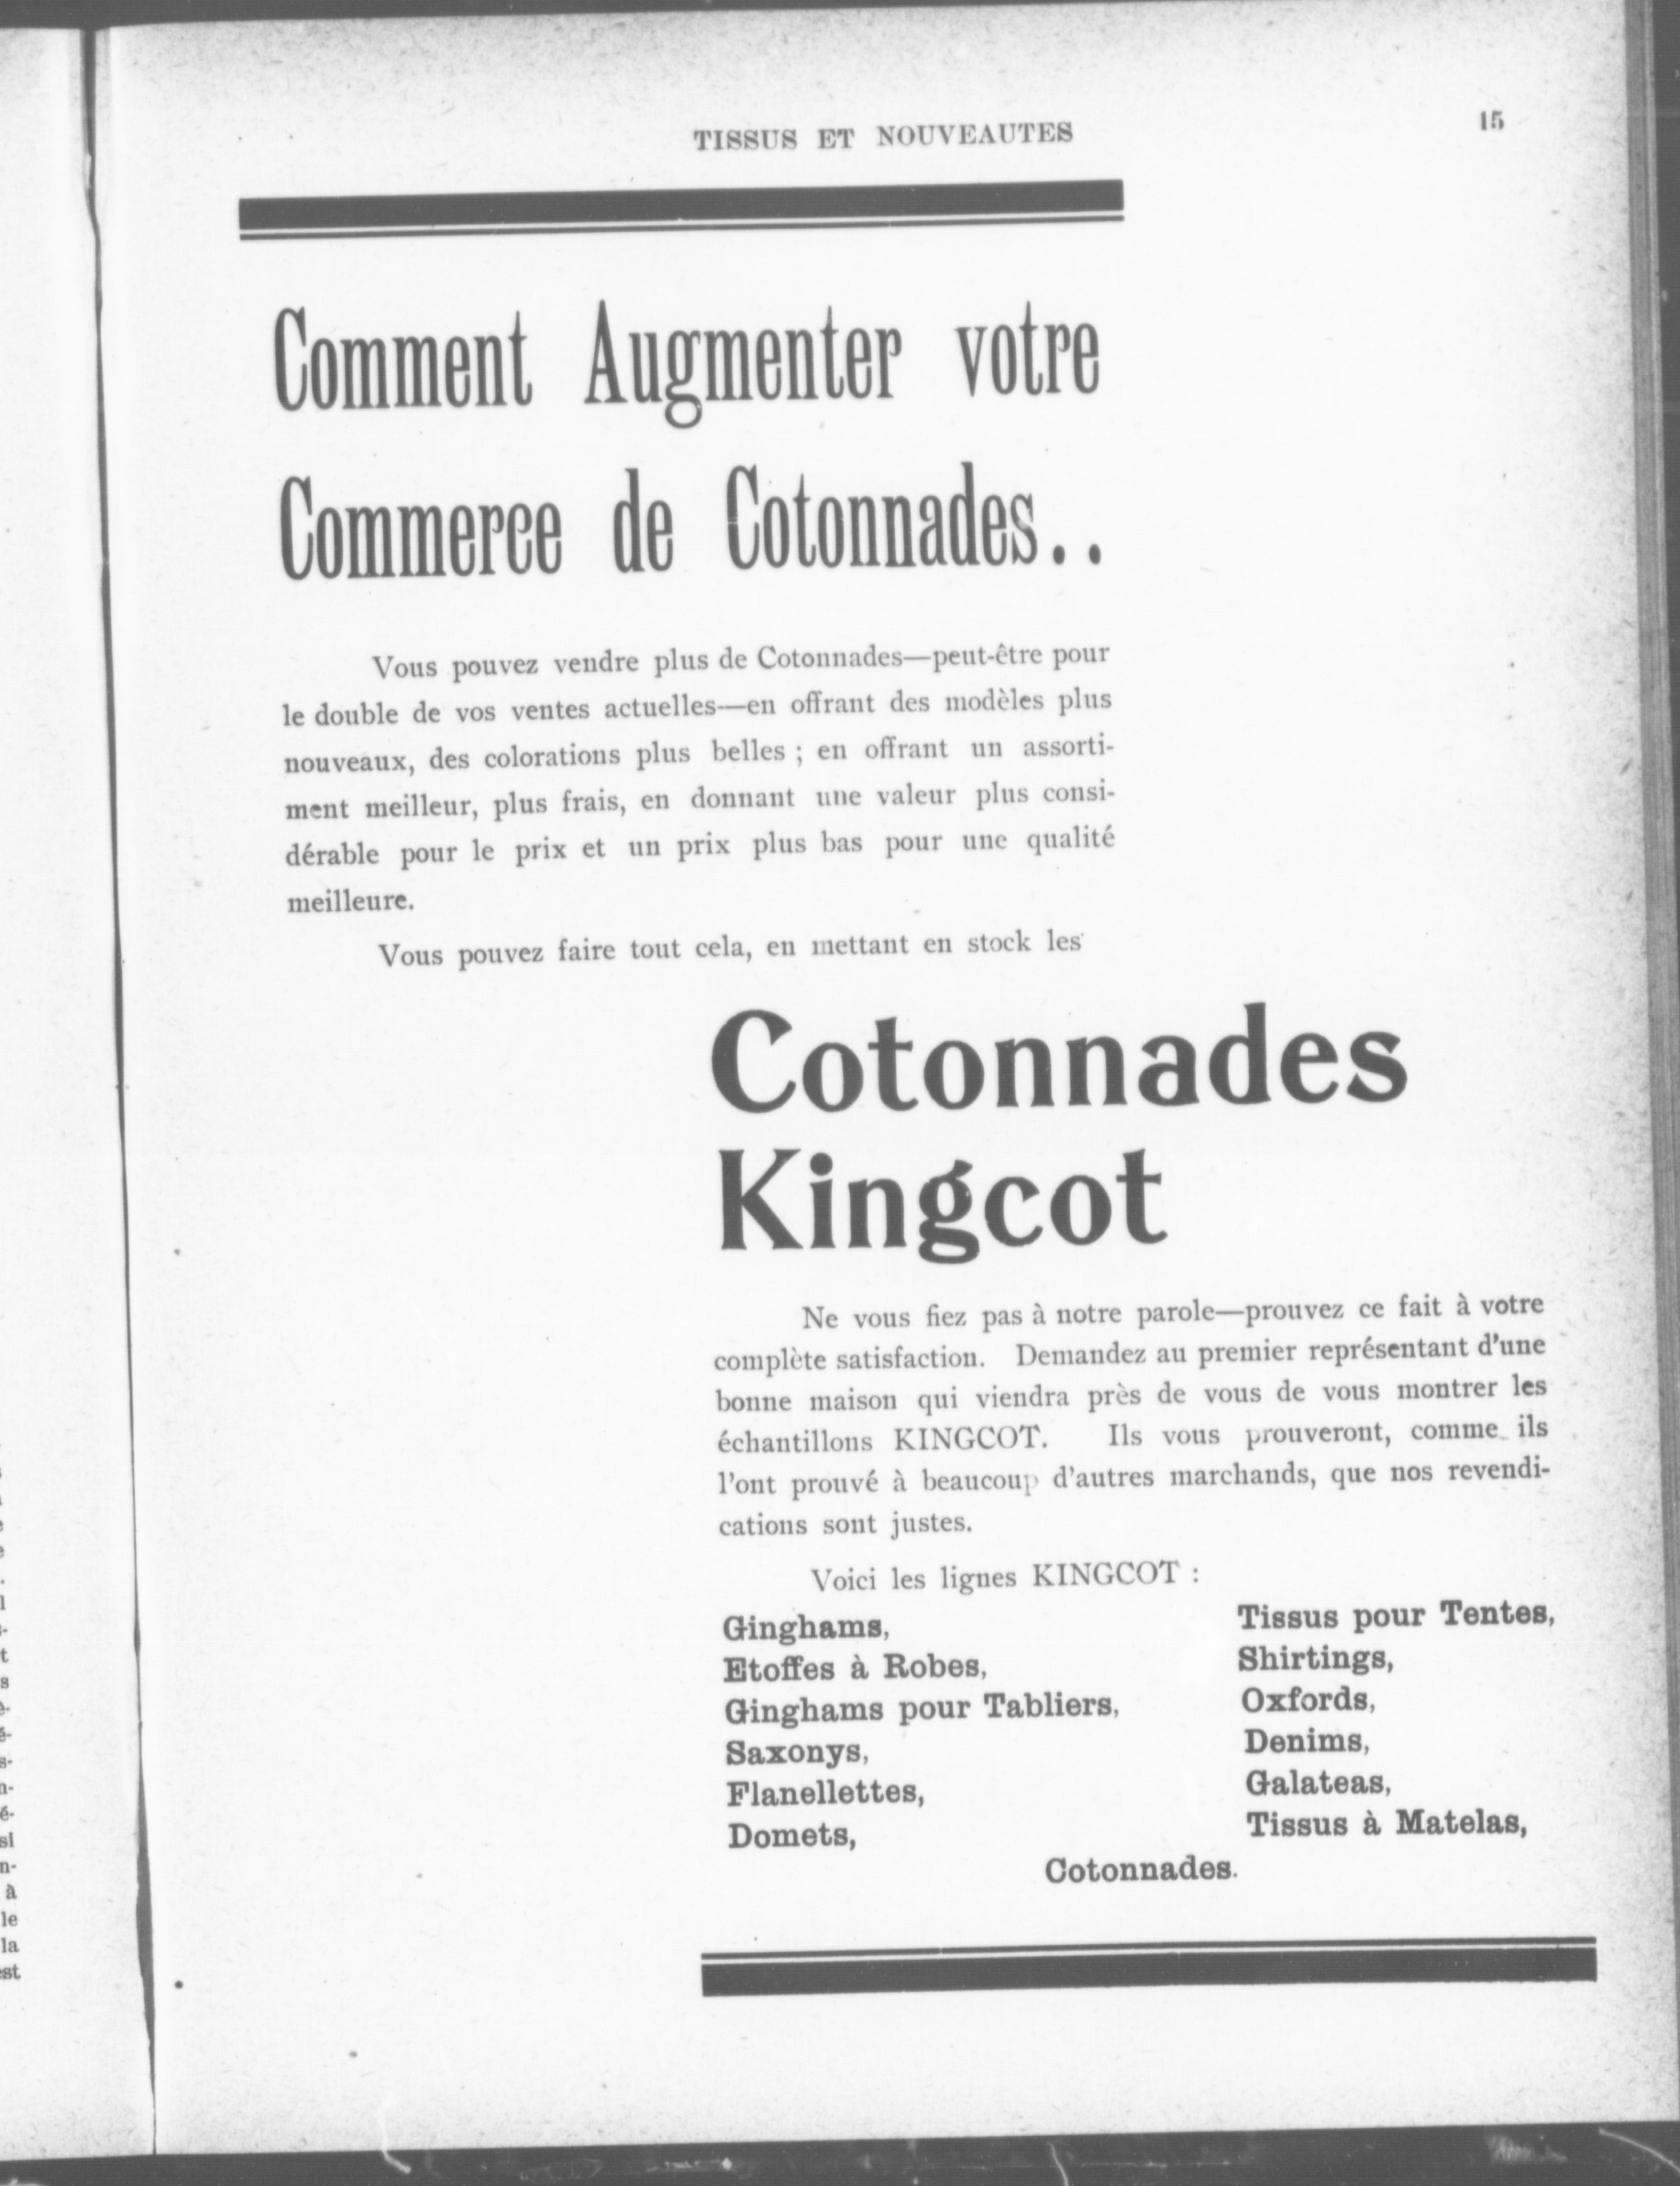 TISSUS ET NOUVEAUTES
15
Comment Augmenter votre
Commerce de Cotonnades..
Vous pouvez vendre plus de Cotonnades—peut-être pour
le double de vos ventes actuelles—en offrant des modèles plus
nouveaux, des colorations plus belles ; en offrant un assorti-
ment meilleur, plus frais, en donnant une valeur plus consi-
dérable pour le prix et un prix plus bas pour une qualité
meilleure.
Vous pouvez faire tout cela, en mettant en stock les
Cotonnades
Kingcot
Ne vous fiez pas à notre parole—prouvez ce fait à votre
complète satisfaction. Demandez au premier représentant d'une
bonne maison qui viendra près de vous de vous montrer les
échantillons KINGCOT. Ils vous prouveront, comme ils
l'ont prouvé à beaucoup d'autres marchands, que nos revendi-
cations sont justes.
Voici les lignes KINGCOT :
Ginghams,
Etoffes à Robes,
Ginghams pour Tabliers,
Saxonys,
Flanellettes,
Domets,
Tissus pour Tentes,
Shirtings,
Oxfords,
Denims,
Galateas,
Tissus à Matelas,
Cotonnades.